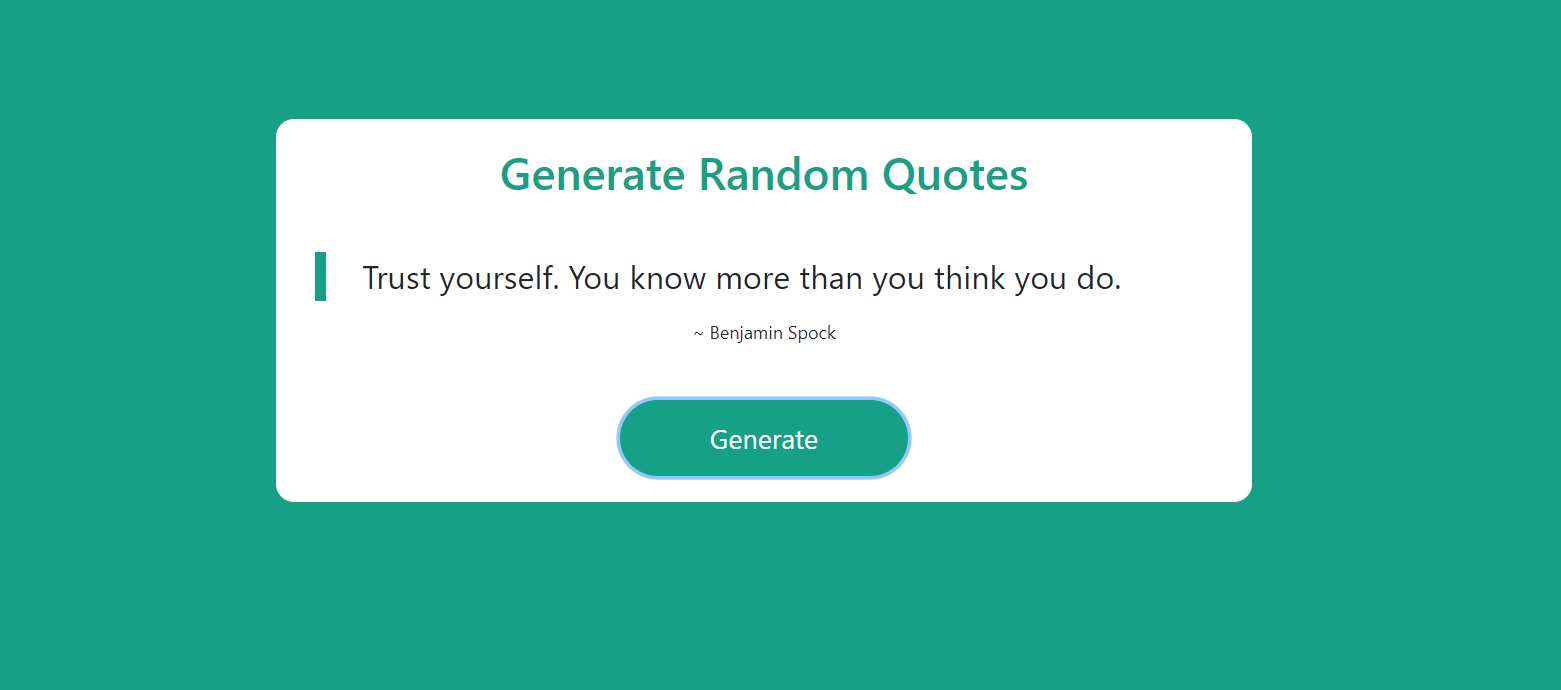 Generate Random Quotes
Trust yourself. You know more than you think you do.
~ Benjamin Spock
Generate